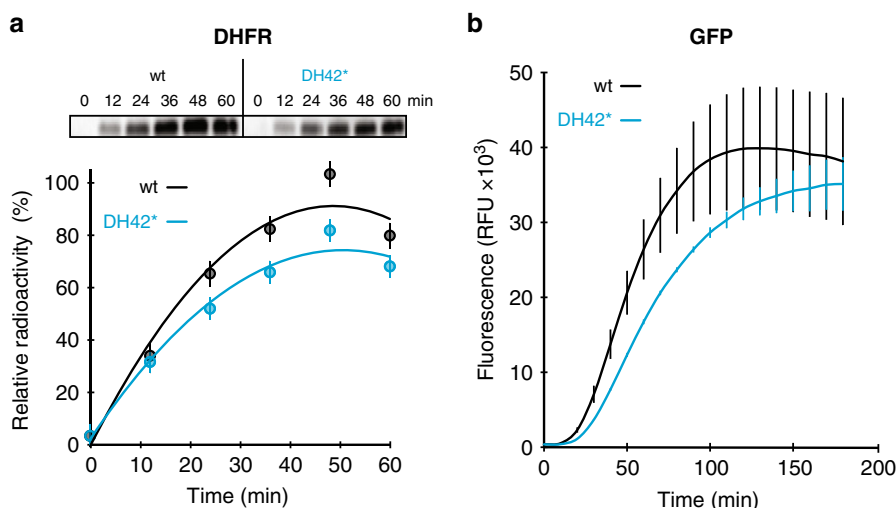 a
DHFR
wt
DH42*
0 12 24 36 48 60 0 12 24 36 48 60 min
wt
DH42*
Relative radioactivity (%)
100
80
60
40
20
0
0 10 20 30 40 50 60
Time (min)
b
GFP
wt
DH42*
Fluorescence (RFU ×10³)
50
40
30
20
10
0
0 50 100 150 200
Time (min)